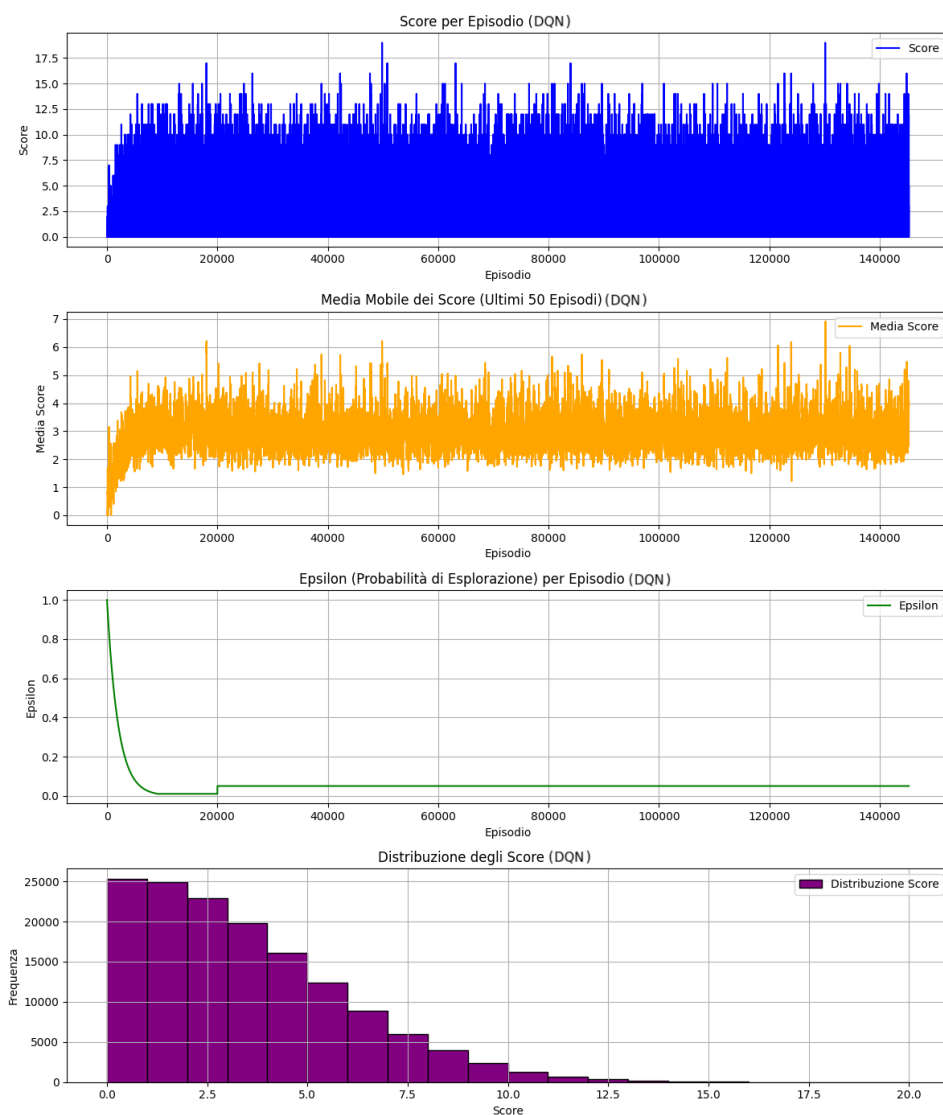 Score per Episodio (DQN)
Score
17.5
15.0
12.5
10.0
7.5
5.0
2.5
0.0
Score
0 20000 40000 60000 80000 100000 120000 140000
Episodio
Media Mobile dei Score (Ultimi 50 Episodi) (DQN)
Media Score
7
6
5
4
3
2
1
0
Media Score
0 20000 40000 60000 80000 100000 120000 140000
Episodio
Epsilon (Probabilità di Esplorazione) per Episodio (DQN)
Epsilon
1.0
0.8
0.6
0.4
0.2
0.0
Epsilon
0 20000 40000 60000 80000 100000 120000 140000
Episodio
Distribuzione degli Score (DQN)
Distribuzione Score
25000
20000
15000
10000
5000
0
Frequenza
0.0 2.5 5.0 7.5 10.0 12.5 15.0 17.5 20.0
Score